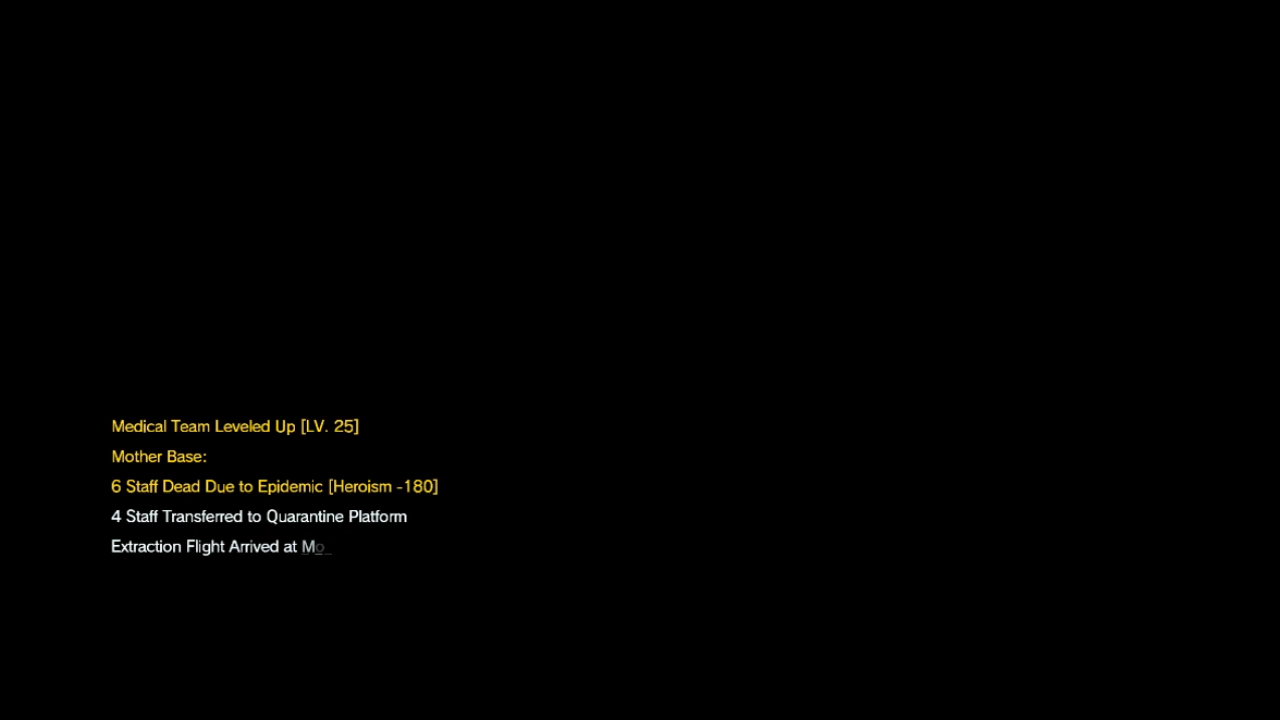 Medical Team Leveled Up [LV. 25]
Mother Base:
6 Staff Dead Due to Epidemic [Heroism -180]
4 Staff Transferred to Quarantine Platform
Extraction Flight Arrived at Mo_